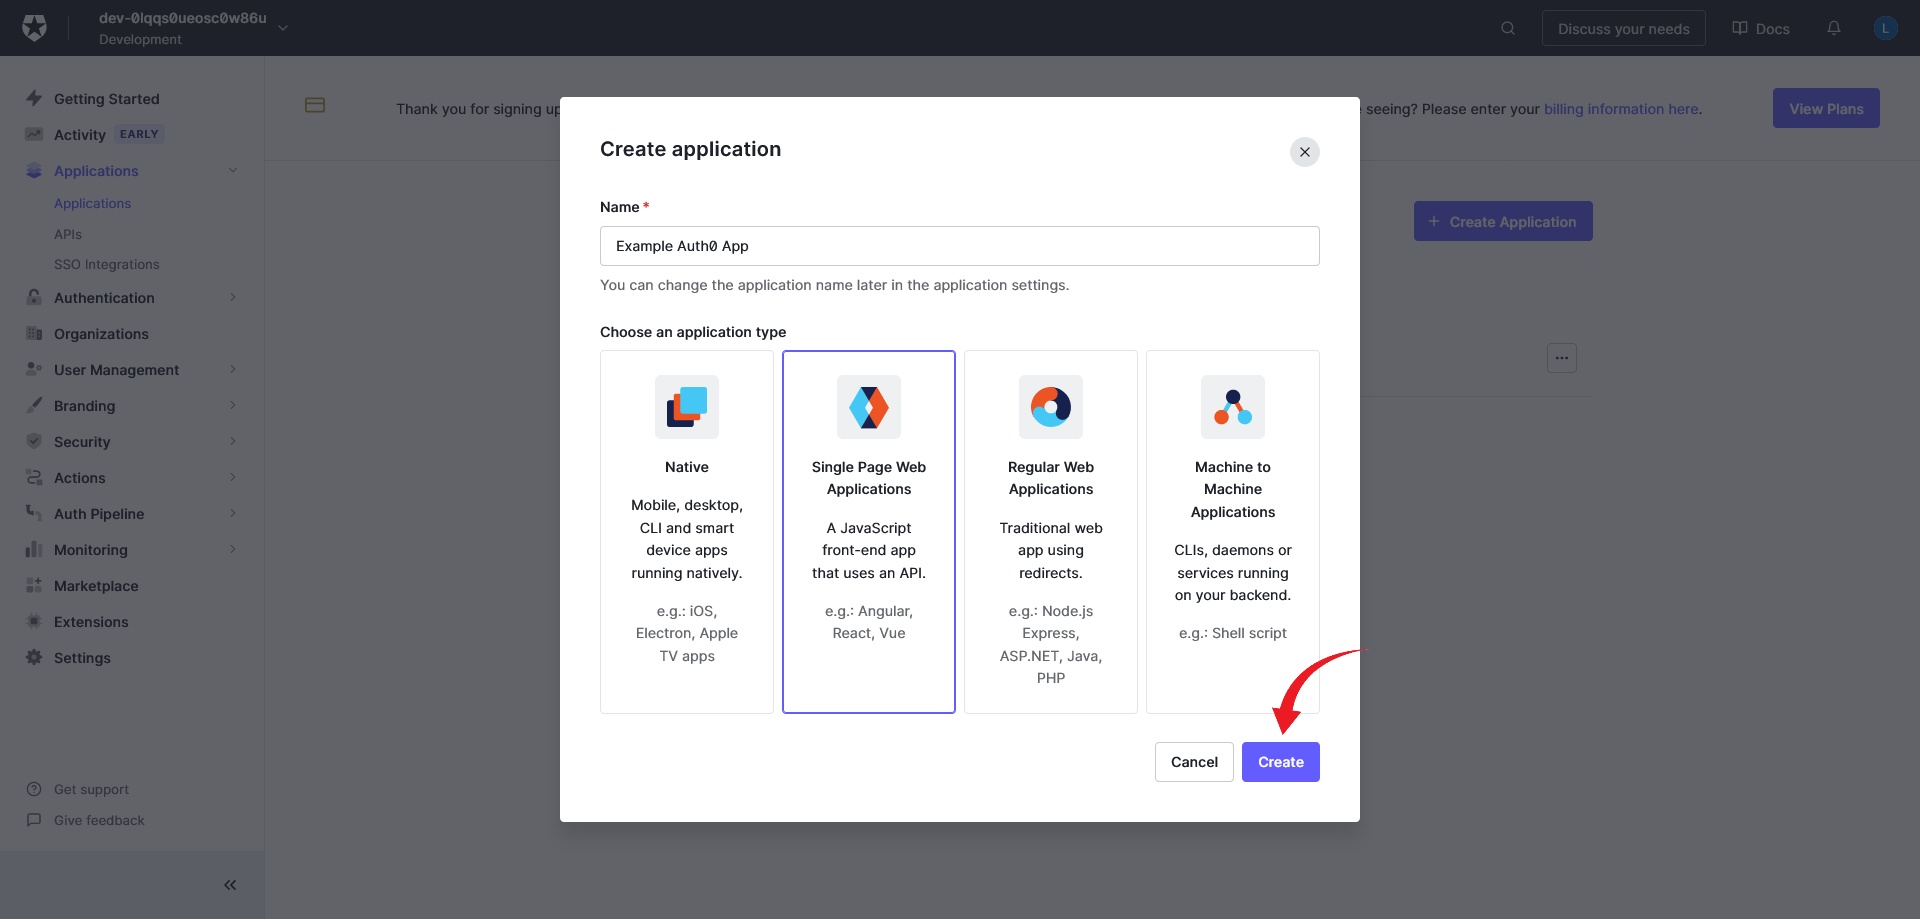 dev-0lqqs0ueosc0w86u
Development
Discuss your needs
Docs
L
Getting Started
Activity EARLY
Applications
Applications
APIs
SSO Integrations
Authentication
Organizations
User Management
Branding
Security
Actions
Auth Pipeline
Monitoring
Marketplace
Extensions
Settings
Get support
Give feedback
Thank you for signing up
seeing? Please enter your billing information here.
View Plans
+ Create Application
Create application
Name *
Example Auth0 App
You can change the application name later in the application settings.
Choose an application type
Native
Mobile, desktop,
CLI and smart
device apps
running natively.
e.g.: iOS,
Electron, Apple
TV apps
Single Page Web
Applications
A JavaScript
front-end app
that uses an API.
e.g.: Angular,
React, Vue
Regular Web
Applications
Traditional web
app using
redirects.
e.g.: Node.js
Express,
ASP.NET, Java,
PHP
Machine to
Machine
Applications
CLIs, daemons or
services running
on your backend.
e.g.: Shell script
Cancel
Create